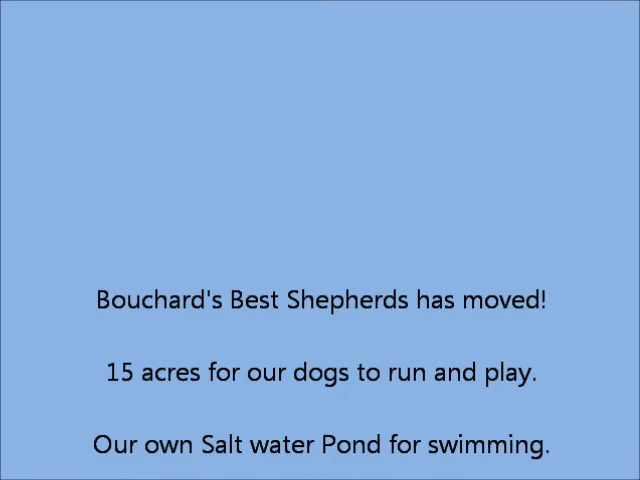 Bouchard's Best Shepherds has moved!
15 acres for our dogs to run and play.
Our own Salt water Pond for swimming.